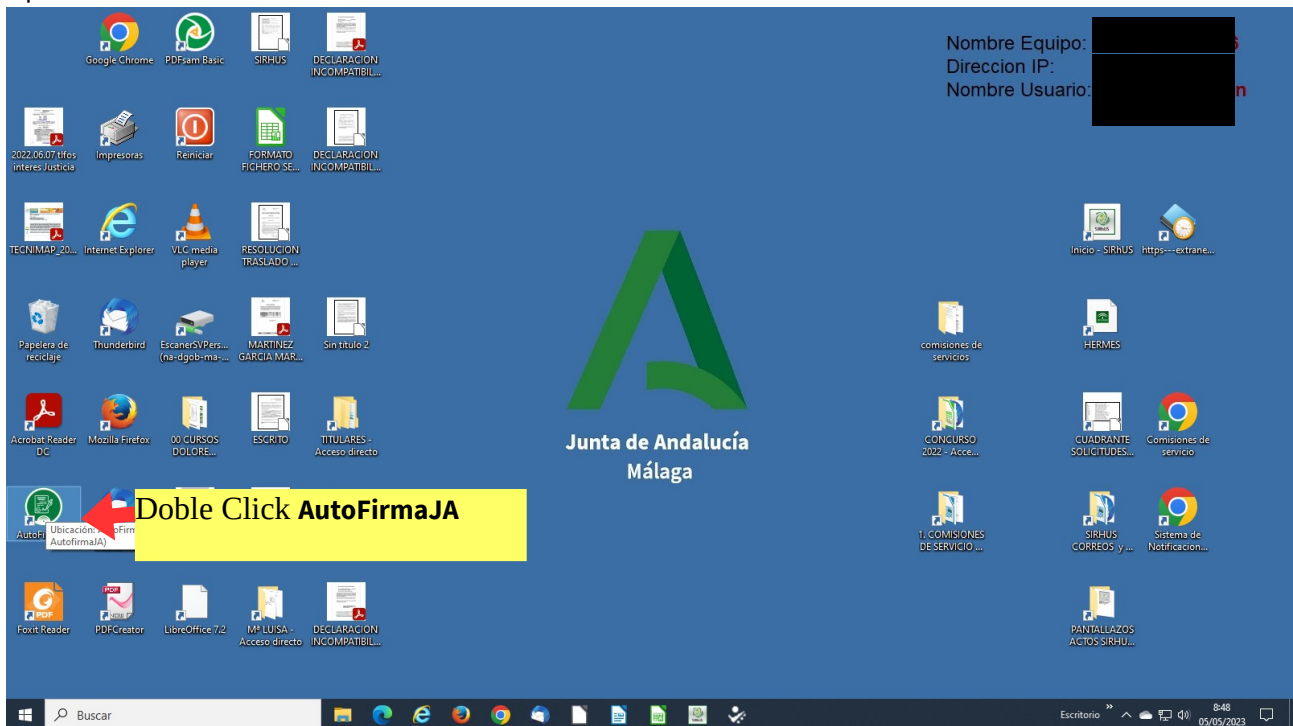 Nombre Equipo:
Direccion IP:
Nombre Usuario:
Google Chrome
PDFsam Basic
SIRHUS
DECLARACION
INCOMPATIBIL...
2022.06.07 tlfos
interes Justicia
Impresoras
Reiniciar
FORMATO
FICHERO SE...
DECLARACION
INCOMPATIBIL...
TECNIMAP_20...
Internet Explorer
VLC media
player
RESOLUCION
TRASLADO ...
Inicio - SIRhUS
https---extrane...
Papelera de
reciclaje
Thunderbird
EscanerSVPers...
(na-dgob-ma-...
MARTINEZ
GARCIA MAR...
Sin título 2
comisiones de
servicios
HERMES
Acrobat Reader
DC
Mozilla Firefox
00 CURSOS
DOLORE...
ESCRITO
TITULARES -
Acceso directo
Junta de Andalucía
Málaga
CONCURSO
2022 - Acce...
CUADRANTE
SOLICITUDES...
Comisiones de
servicio
Doble Click AutoFirmaJA
Ubicación:
AutofirmaJA)
1. COMISIONES
DE SERVICIO ...
SIRHUS
CORREOS y ...
Sistema de
Notificacion...
Foxit Reader
PDFCreator
LibreOffice 7.2
Mª LUISA -
Acceso directo
DECLARACION
INCOMPATIBIL...
PANTALLAZOS
ACTOS SIRHU...
Buscar
Escritorio
8:48
05/05/2023